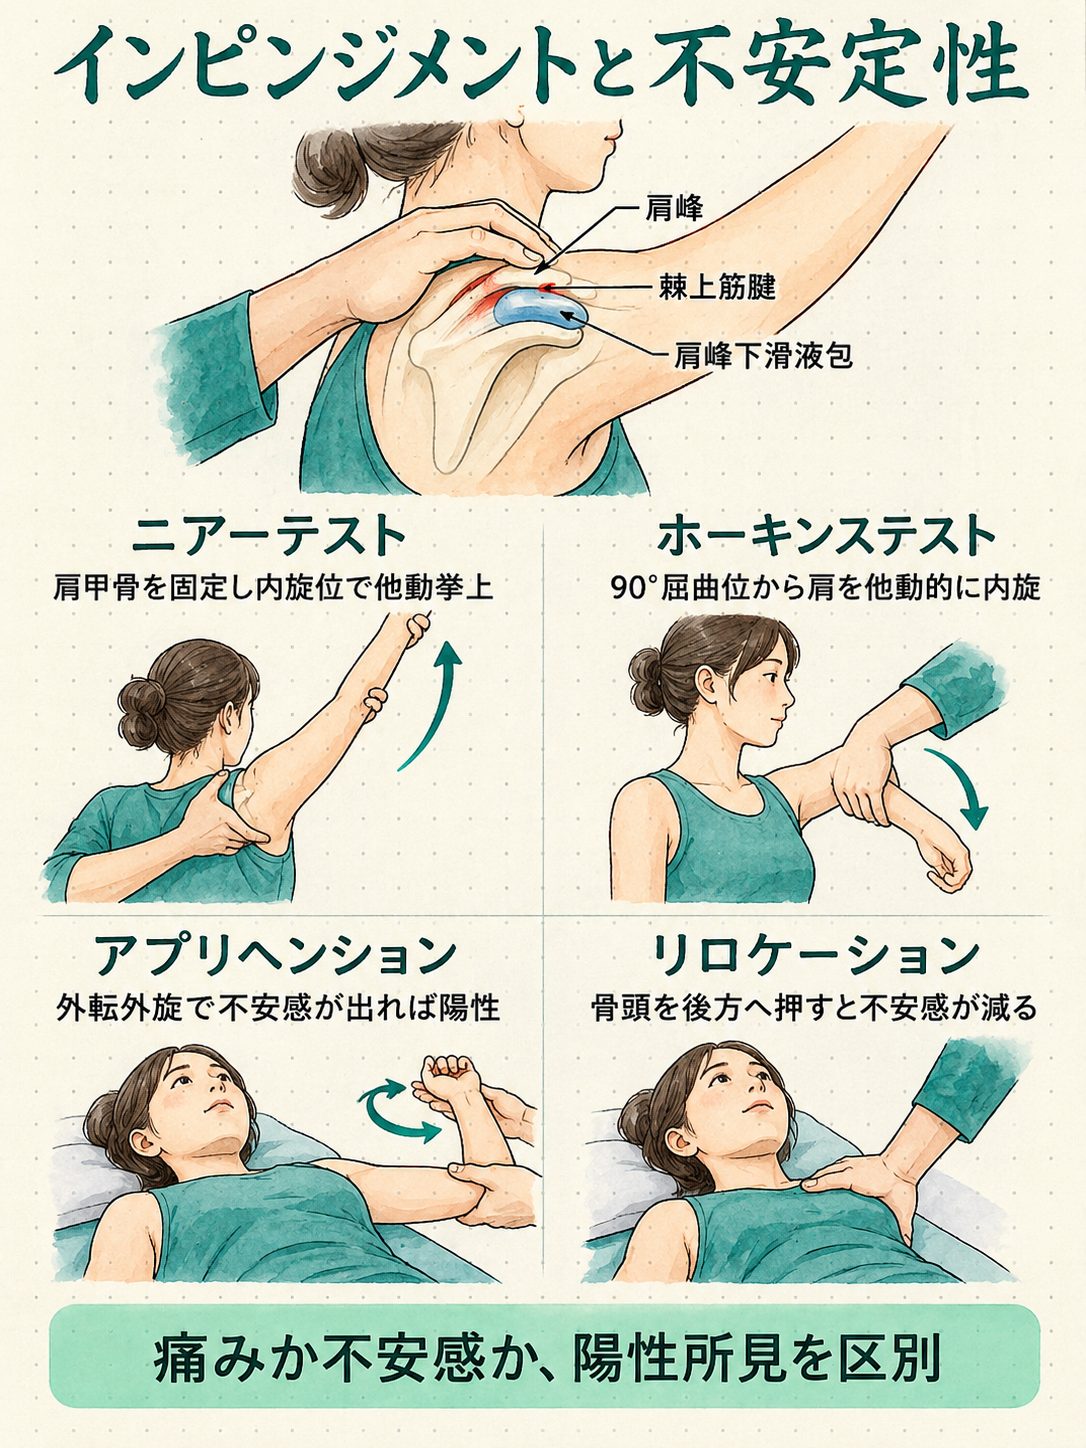 インピンジメントと不安定性
肩峰
棘上筋腱
肩峰下滑液包
ニアーテスト
肩甲骨を固定し内旋位で他動挙上
ホーキンステスト
90°屈曲位から肩を他動的に内旋
アプリヘンション
外転外旋で不安感が出れば陽性
リロケーション
骨頭を後方へ押すと不安感が減る
痛みか不安感か、陽性所見を区別